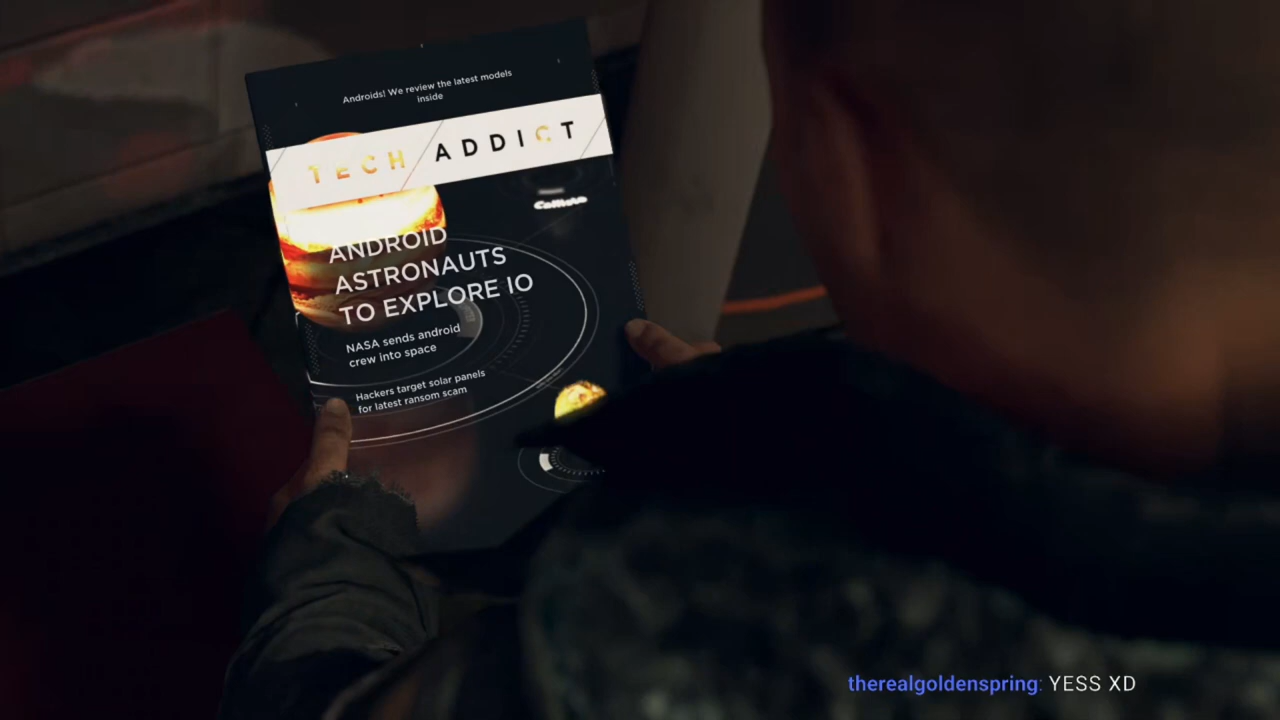 Androids! We review the latest models
inside
TECH ADDICT
Callisto
ANDROID
ASTRONAUTS
TO EXPLORE IO
NASA sends android
crew into space
Hackers target solar panels
for latest ransom scam
therealgoldenspring: YESS XD